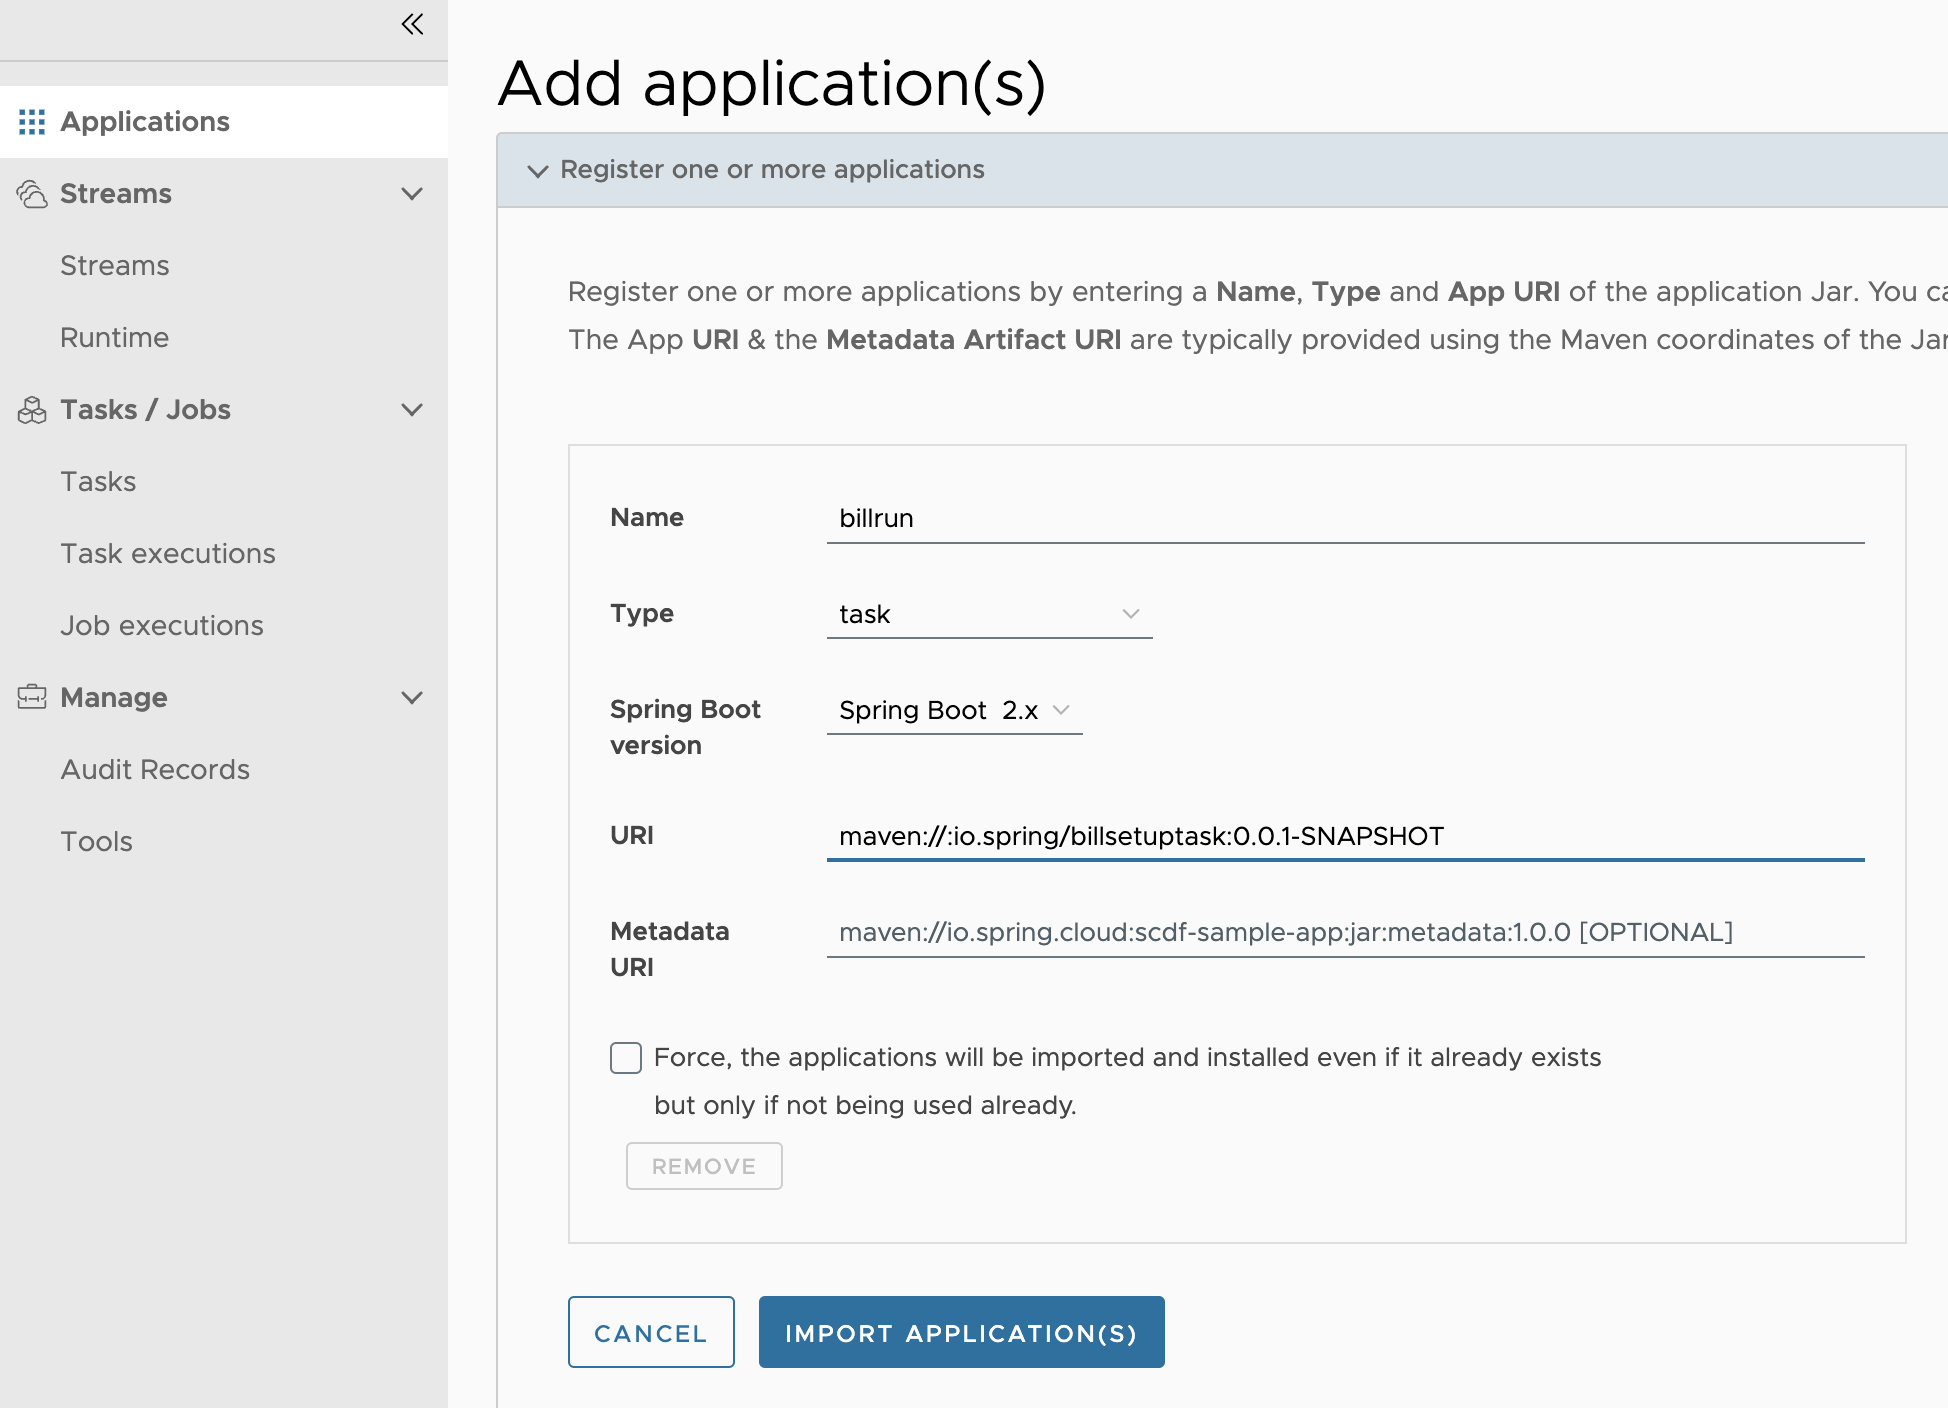 Applications
Streams
Streams
Runtime
Tasks / Jobs
Tasks
Task executions
Job executions
Manage
Audit Records
Tools
Add application(s)
Register one or more applications
Register one or more applications by entering a Name, Type and App URI of the application Jar. You
The App URI & the Metadata Artifact URI are typically provided using the Maven coordinates of the
Name billrun
Type task
Spring Boot version Spring Boot 2.x
URI maven://:io.spring/billsetuptask:0.0.1-SNAPSHOT
Metadata URI maven://io.spring.cloud:scdf-sample-app:jar:metadata:1.0.0 [OPTIONAL]
Force, the applications will be imported and installed even if it already exists
but only if not being used already.
REMOVE
CANCEL
IMPORT APPLICATION(S)